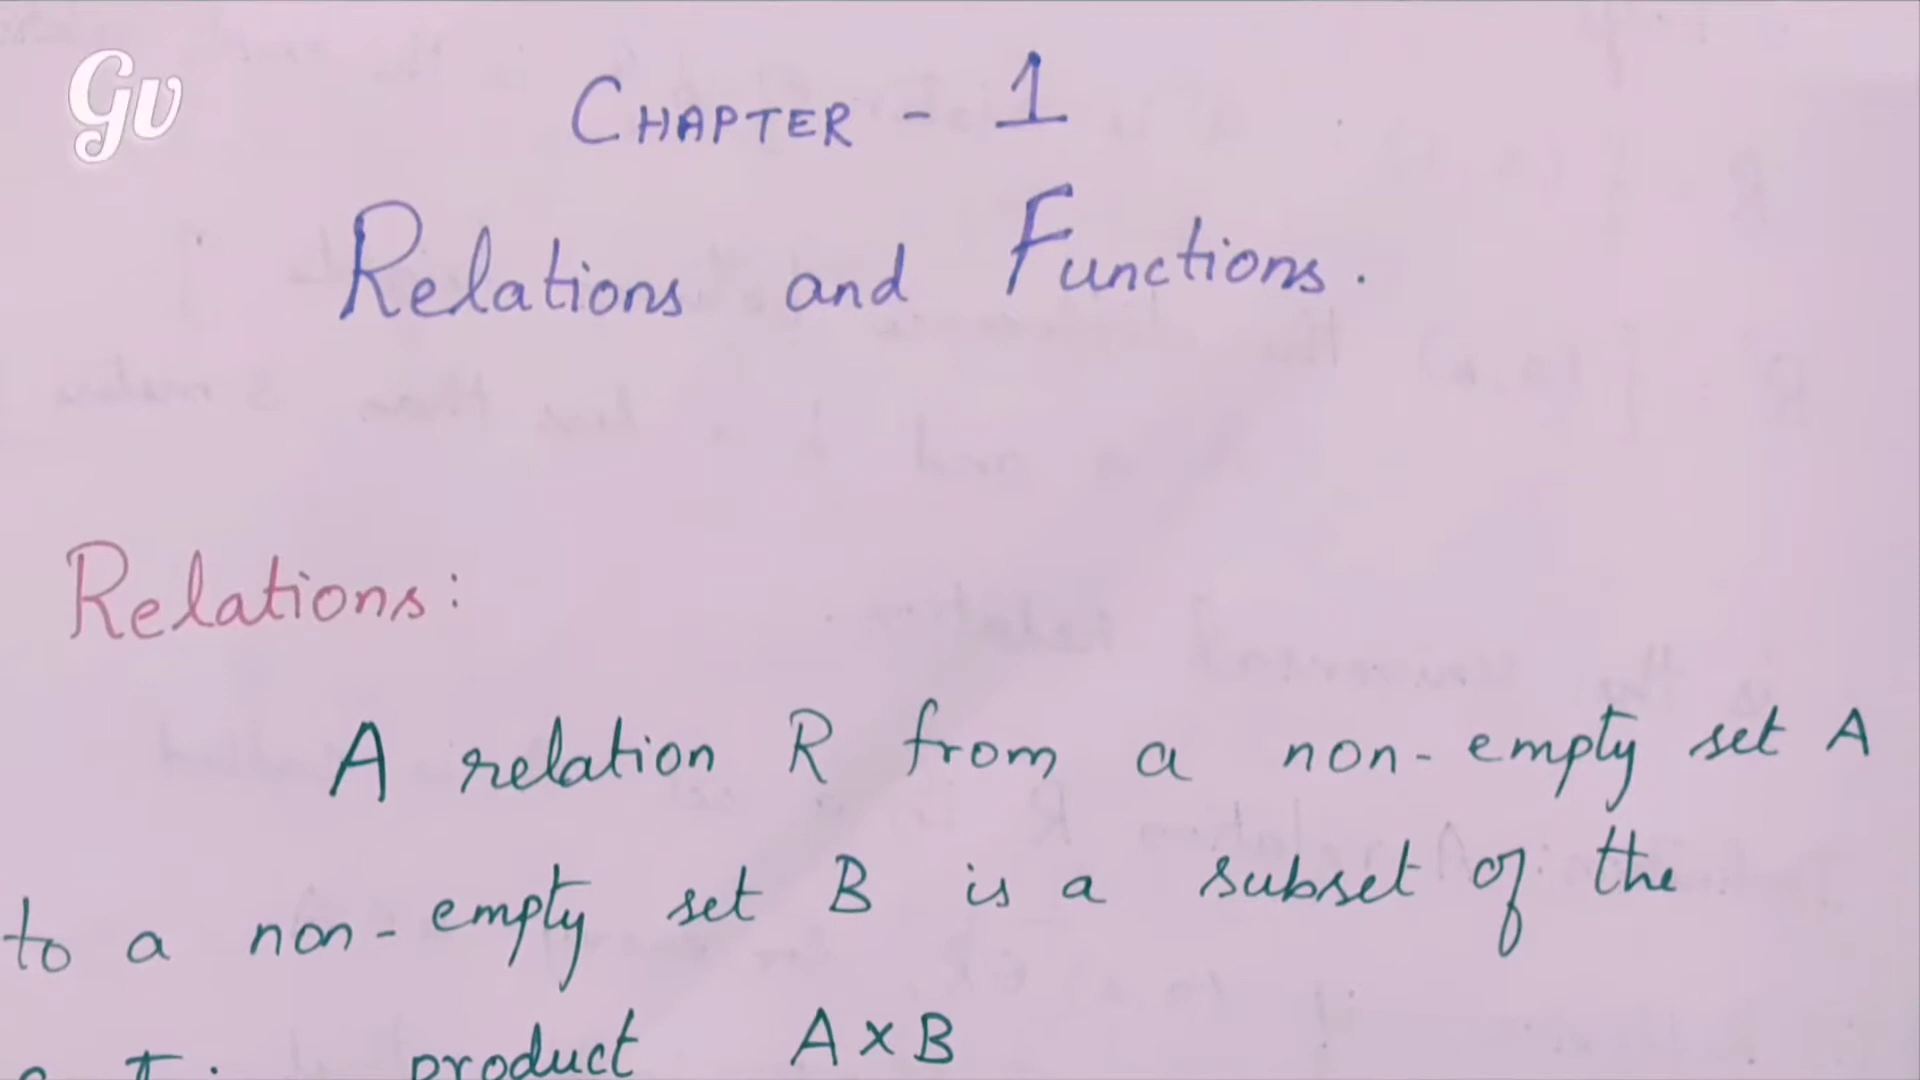 Gv
CHAPTER - 1
Relations and Functions.
Relations:
A relation R from a non-empty set A
to a non-empty set B is a subset of the
product A×B